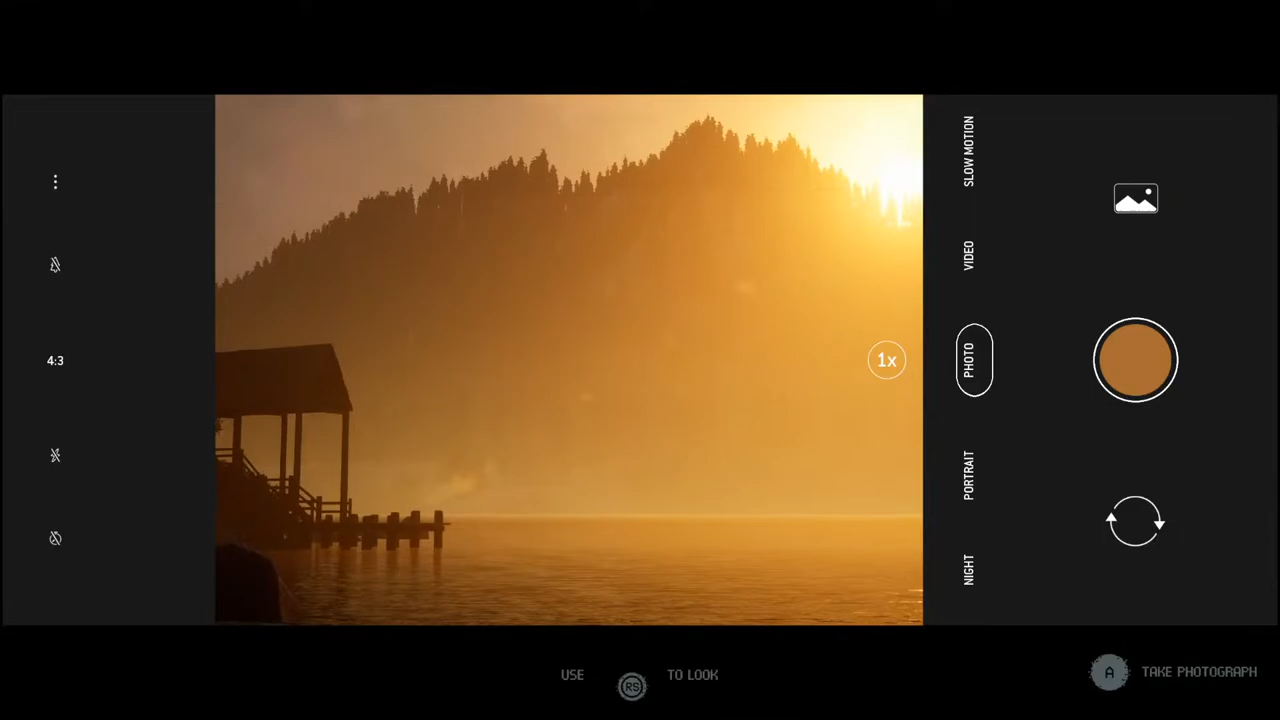 4:3
1x
SLOW MOTION
VIDEO
PHOTO
PORTRAIT
NIGHT
USE RS TO LOOK
A TAKE PHOTOGRAPH